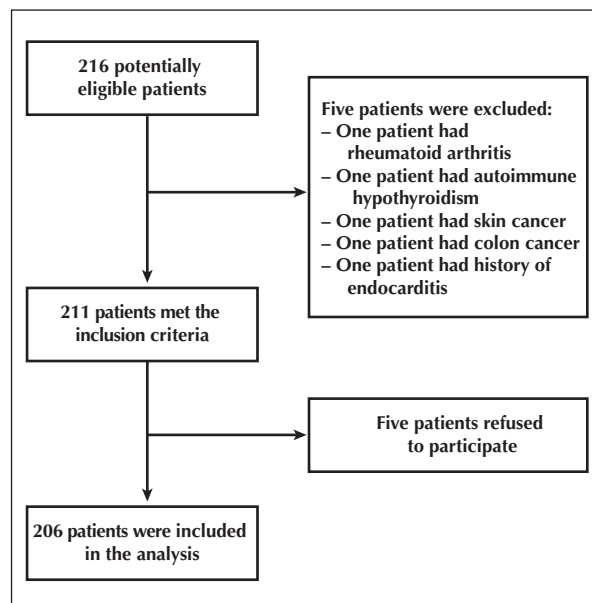 216 potentially
eligible patients
Five patients were excluded:
– One patient had
rheumatoid arthritis
– One patient had autoimmune
hypothyroidism
– One patient had skin cancer
– One patient had colon cancer
– One patient had history of
endocarditis
211 patients met the
inclusion criteria
Five patients refused
to participate
206 patients were included
in the analysis